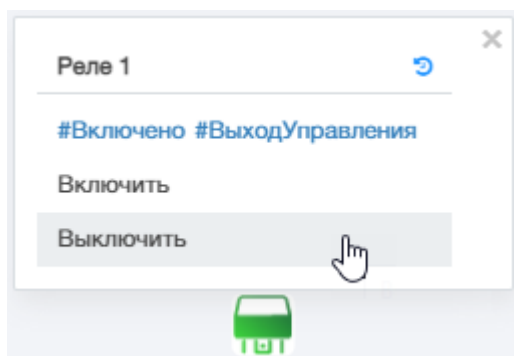 Реле 1
#Включено #ВыходУправления
Включить
Выключить